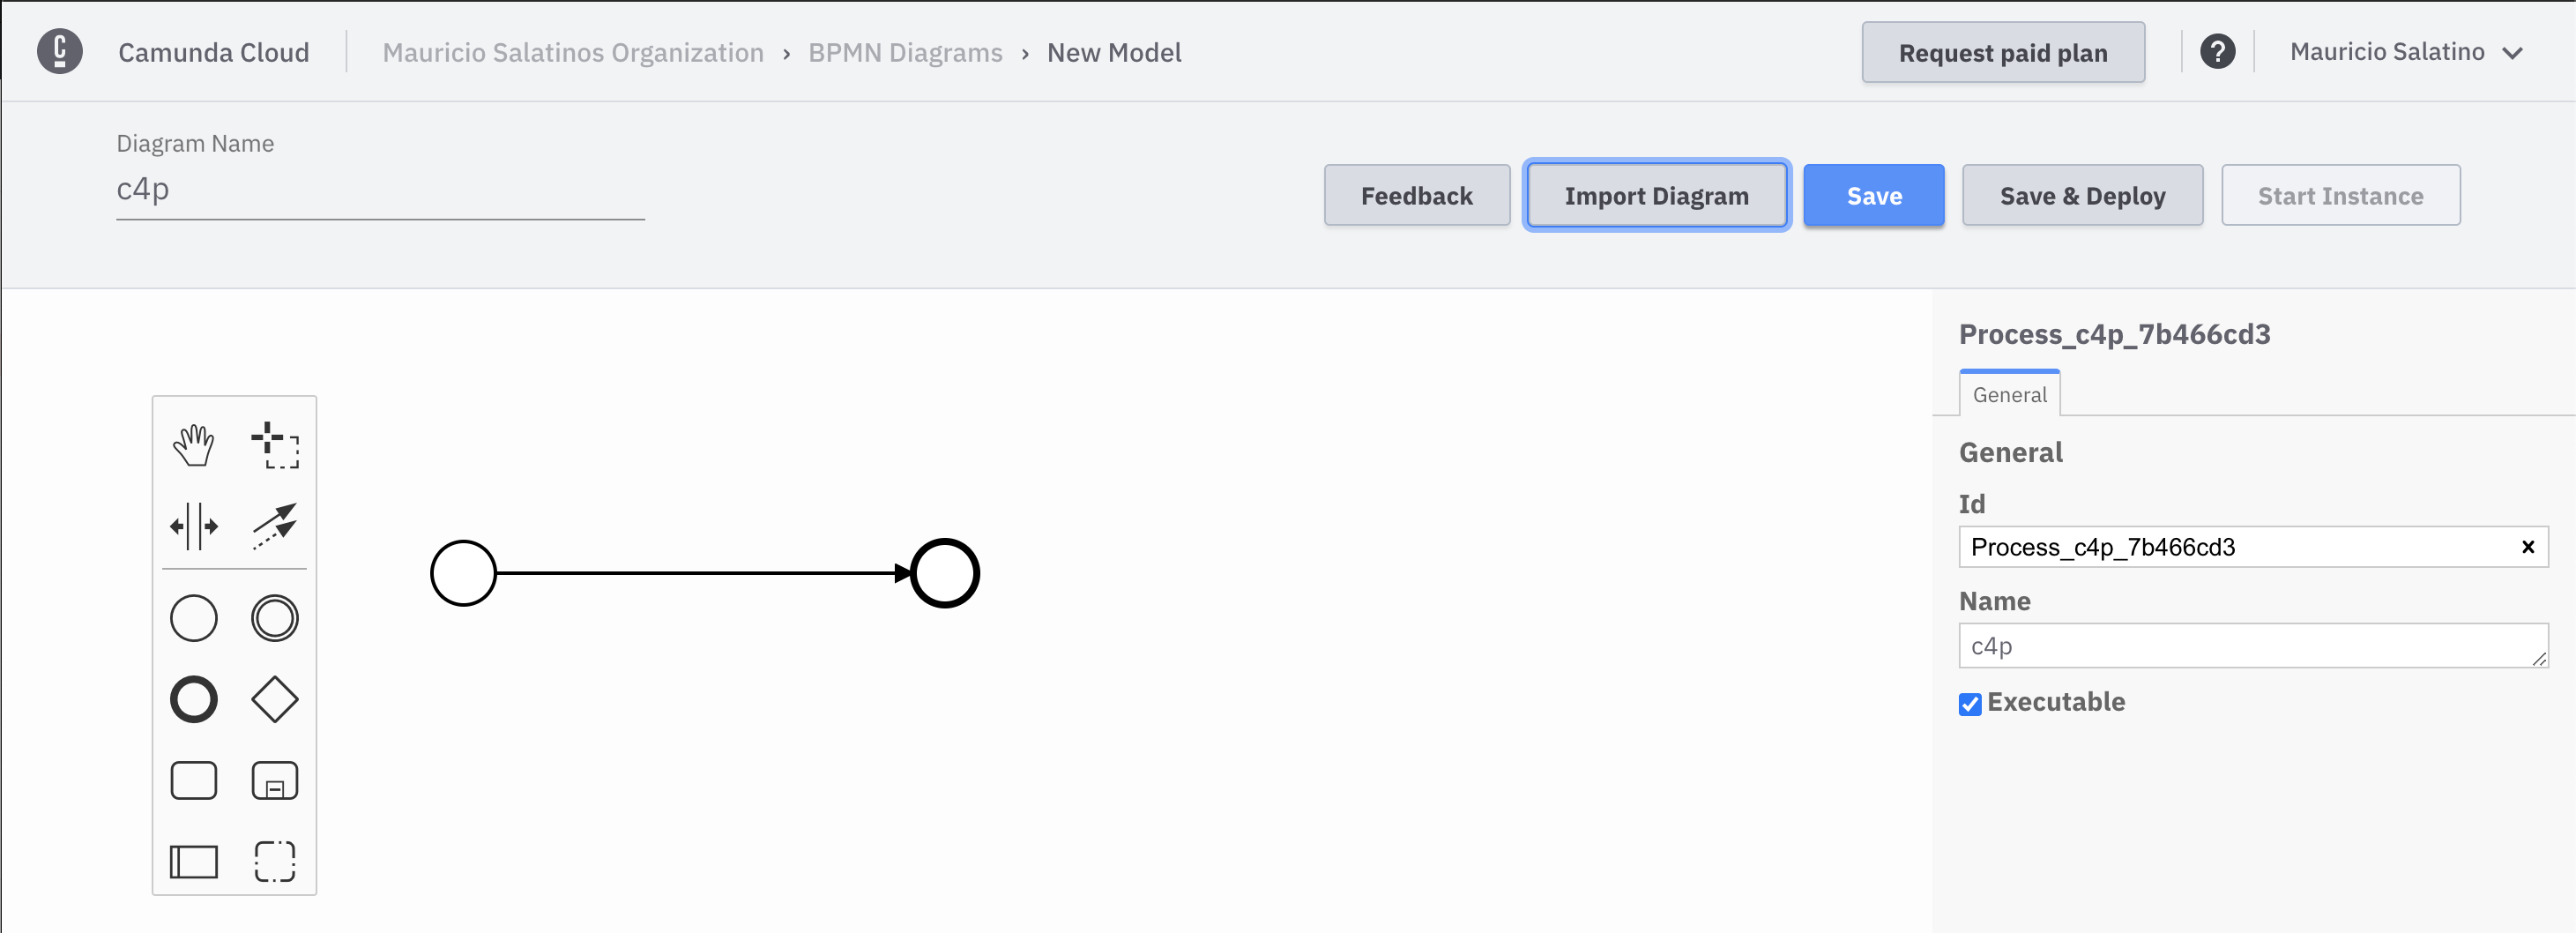 Camunda Cloud
Mauricio Salatinos Organization › BPMN Diagrams › New Model
Request paid plan
?
Mauricio Salatino
Diagram Name
c4p
Feedback
Import Diagram
Save
Save & Deploy
Start Instance
Process_c4p_7b466cd3
General
General
Id
Process_c4p_7b466cd3
Name
c4p
Executable